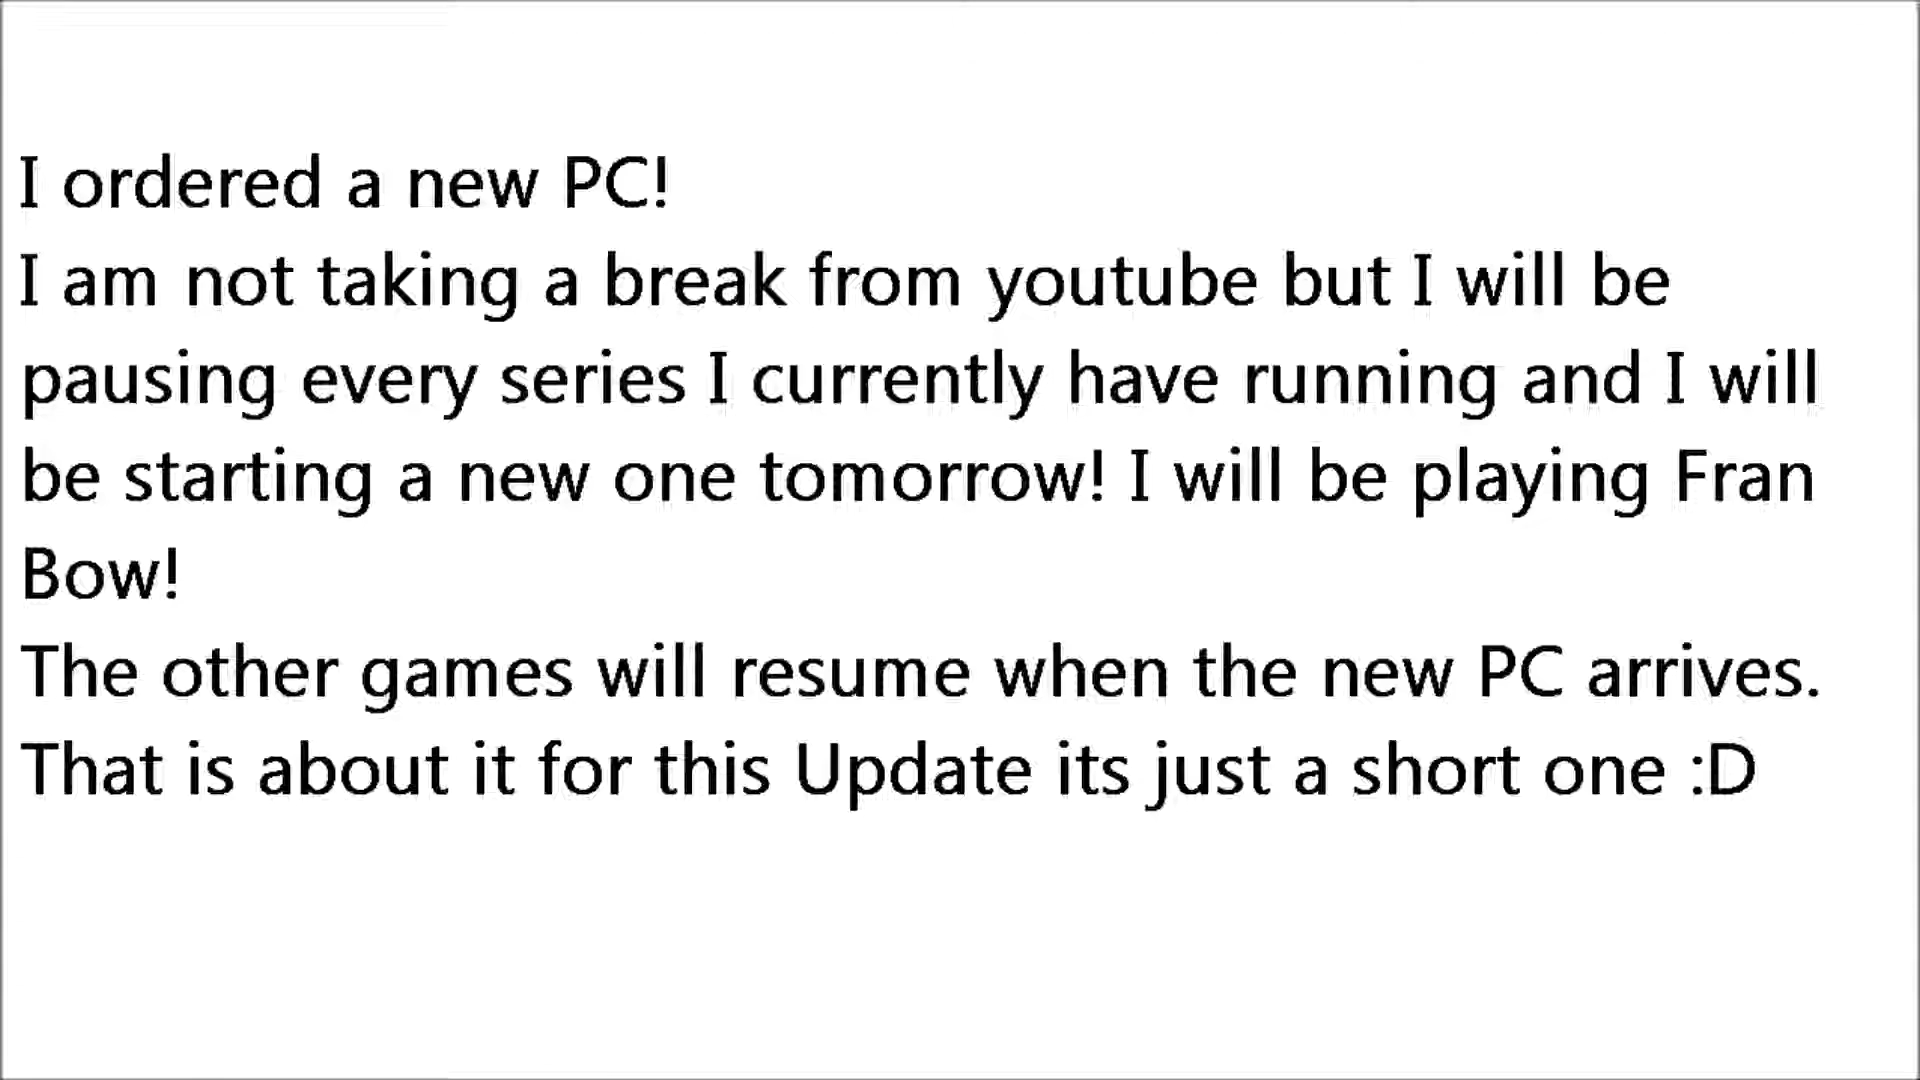 I ordered a new PC!
I am not taking a break from youtube but I will be
pausing every series I currently have running and I will
be starting a new one tomorrow! I will be playing Fran
Bow!
The other games will resume when the new PC arrives.
That is about it for this Update its just a short one :D